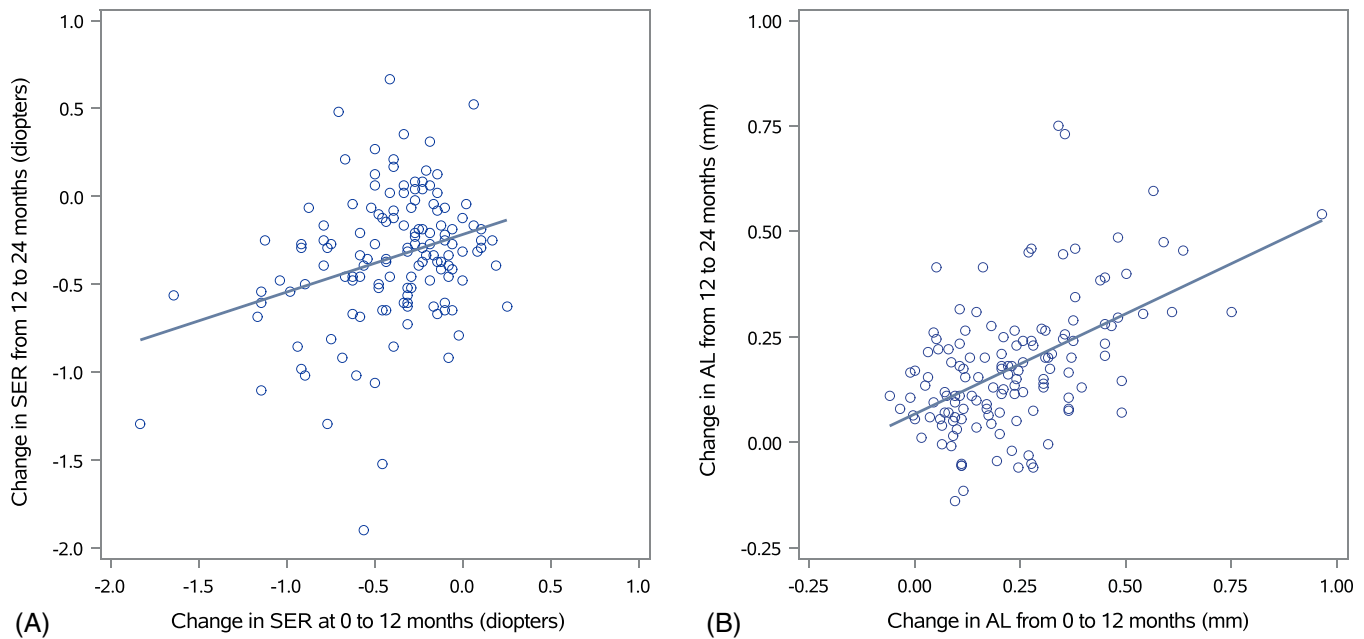 Change in SER from 12 to 24 months (diopters)
1.0
0.5
0.0
-0.5
-1.0
-1.5
-2.0
-2.0 -1.5 -1.0 -0.5 0.0 0.5 1.0
(A) Change in SER at 0 to 12 months (diopters)
Change in AL from 12 to 24 months (mm)
1.00
0.75
0.50
0.25
0.00
-0.25
-0.25 0.00 0.25 0.50 0.75 1.00
(B) Change in AL from 0 to 12 months (mm)